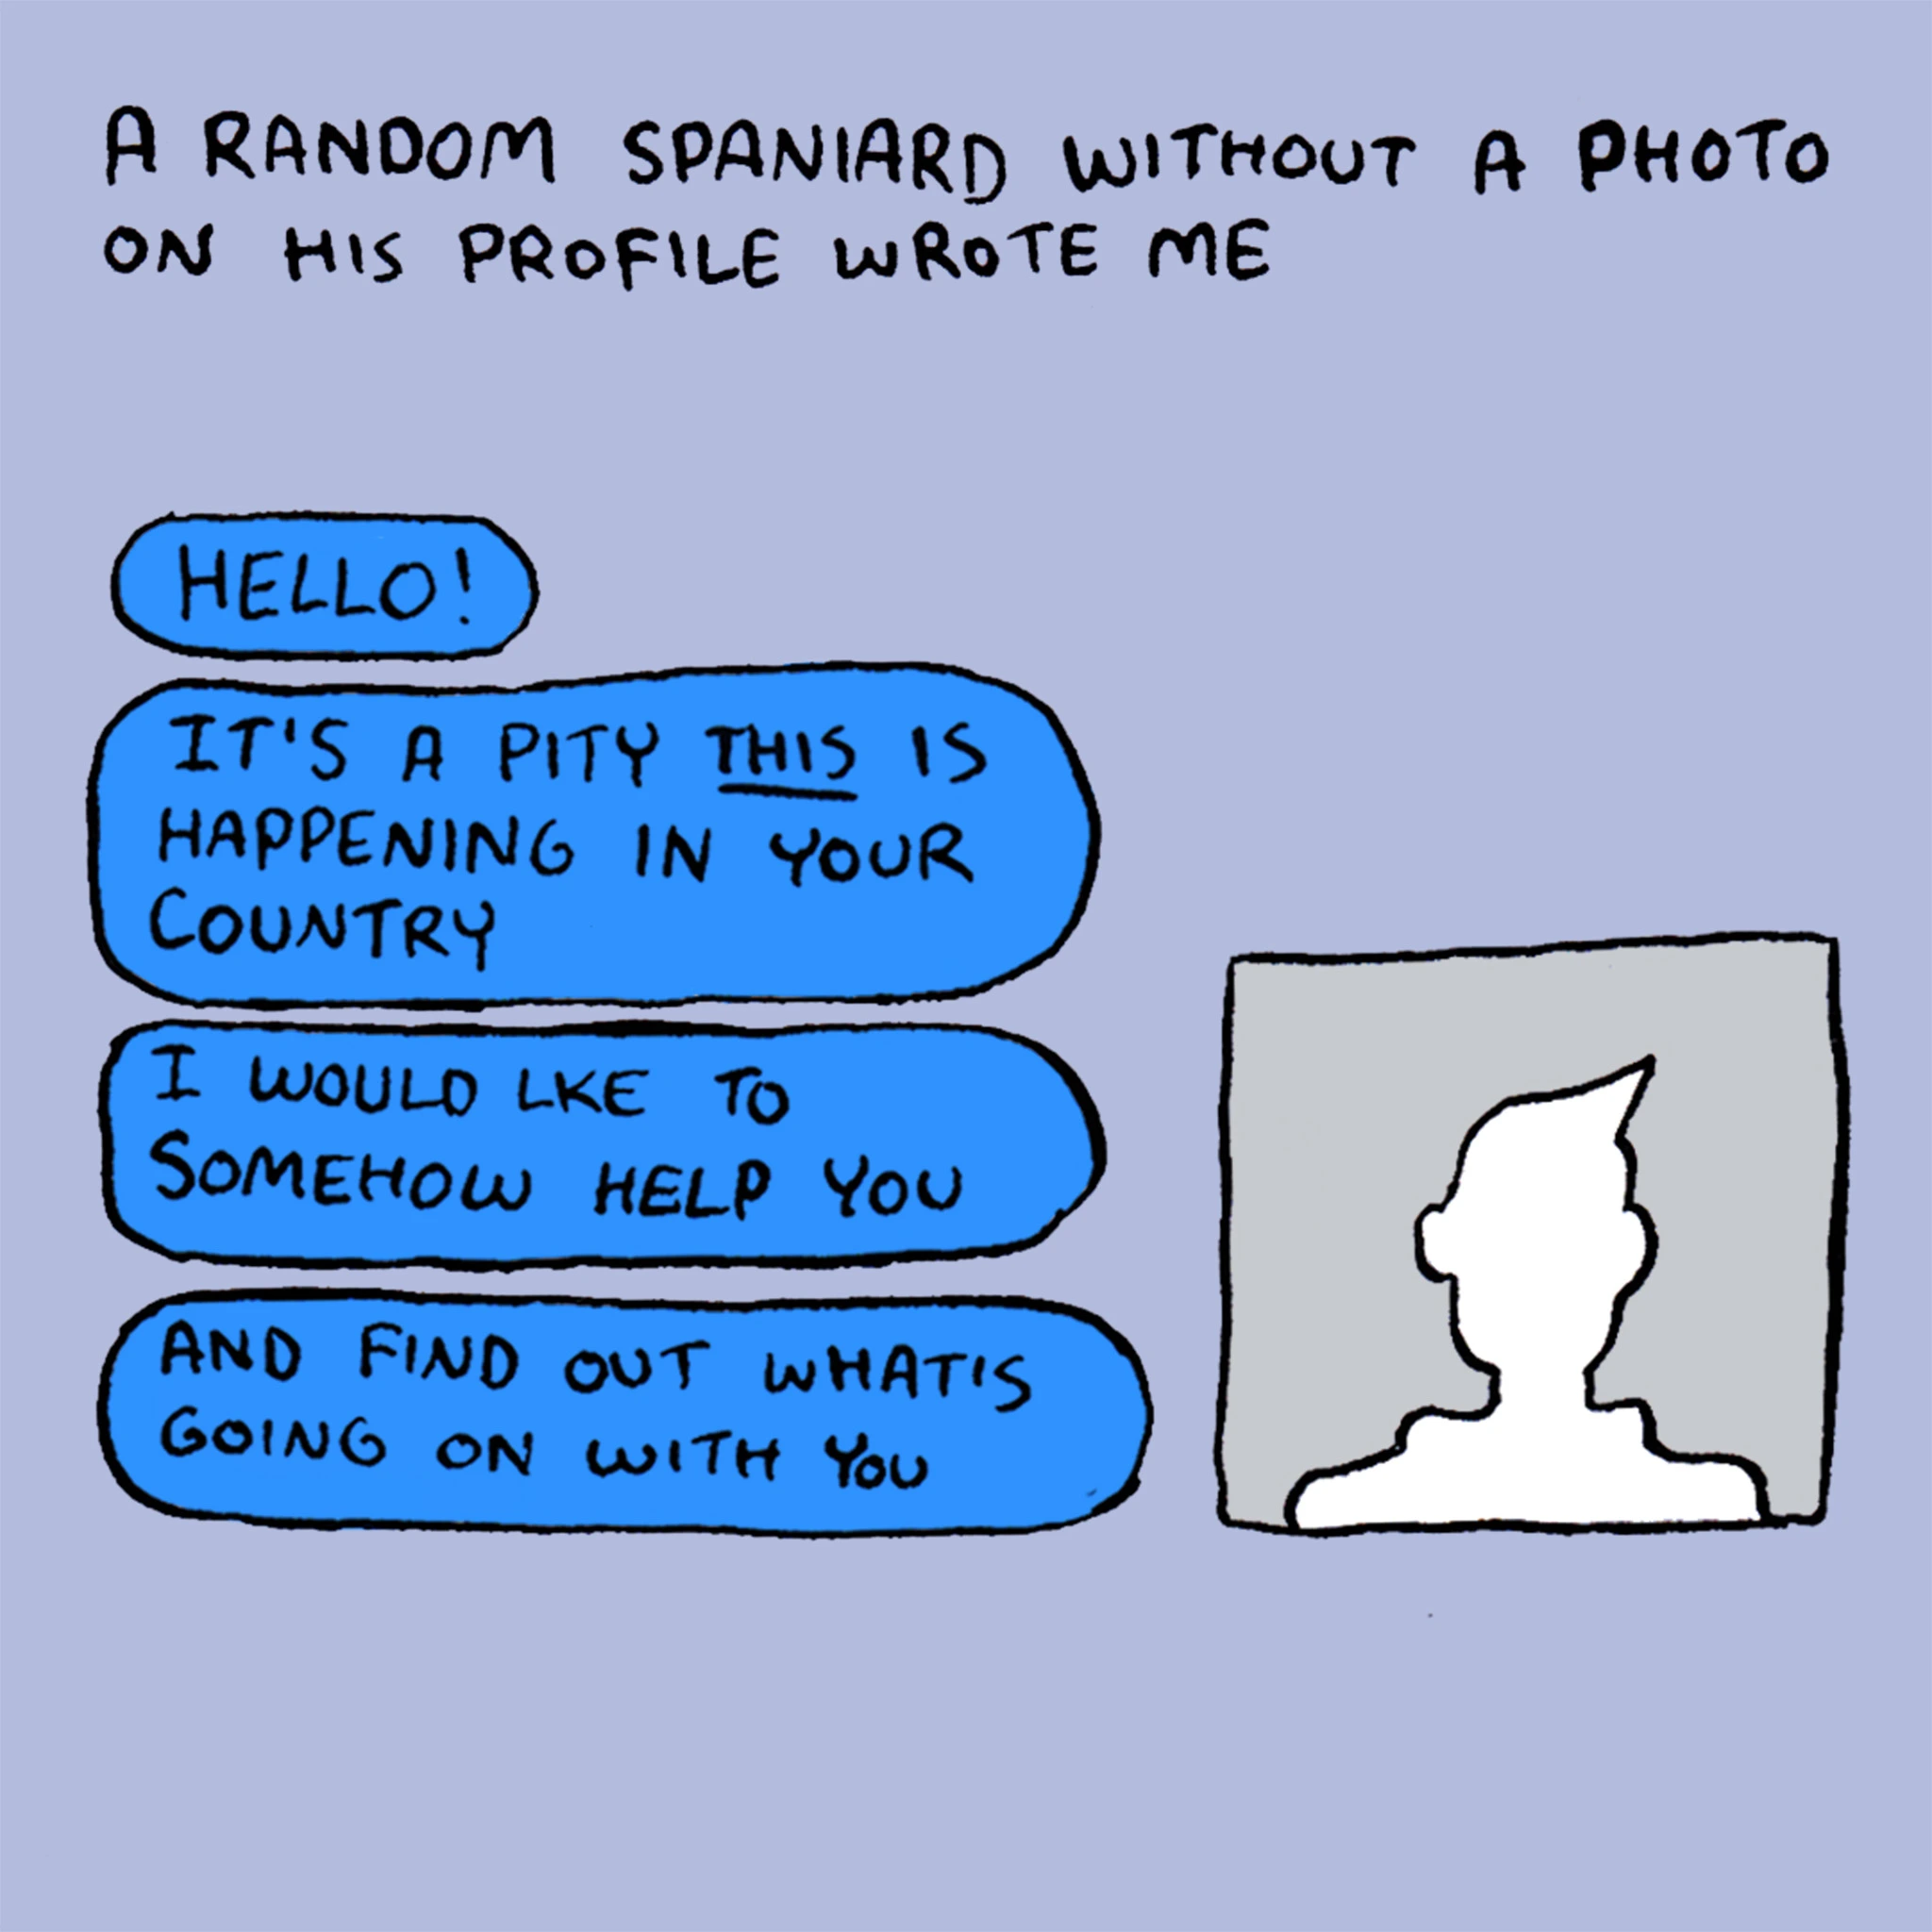 A RANDOM SPANIARD WITHOUT A PHOTO
ON HIS PROFILE WROTE ME
HELLO!
IT'S A PITY THIS IS
HAPPENING IN YOUR
COUNTRY
I WOULD LKE TO
SOMEHOW HELP YOU
AND FIND OUT WHAT'S
GOING ON WITH YOU